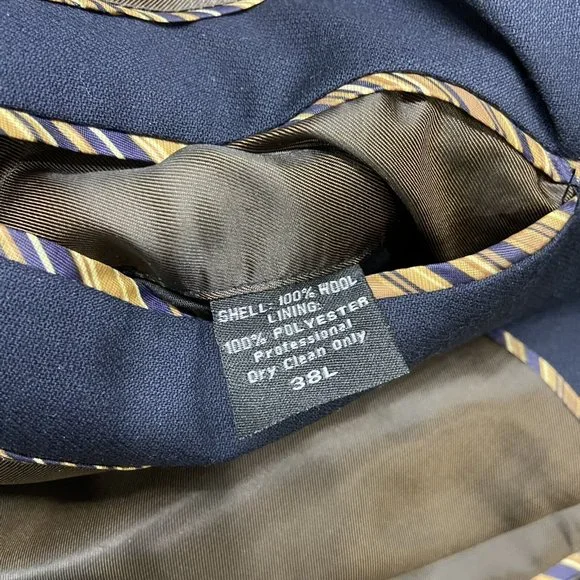 SHELL: 100% WOOL
LINING:
100% POLYESTER
Professional
Dry Clean Only
38L